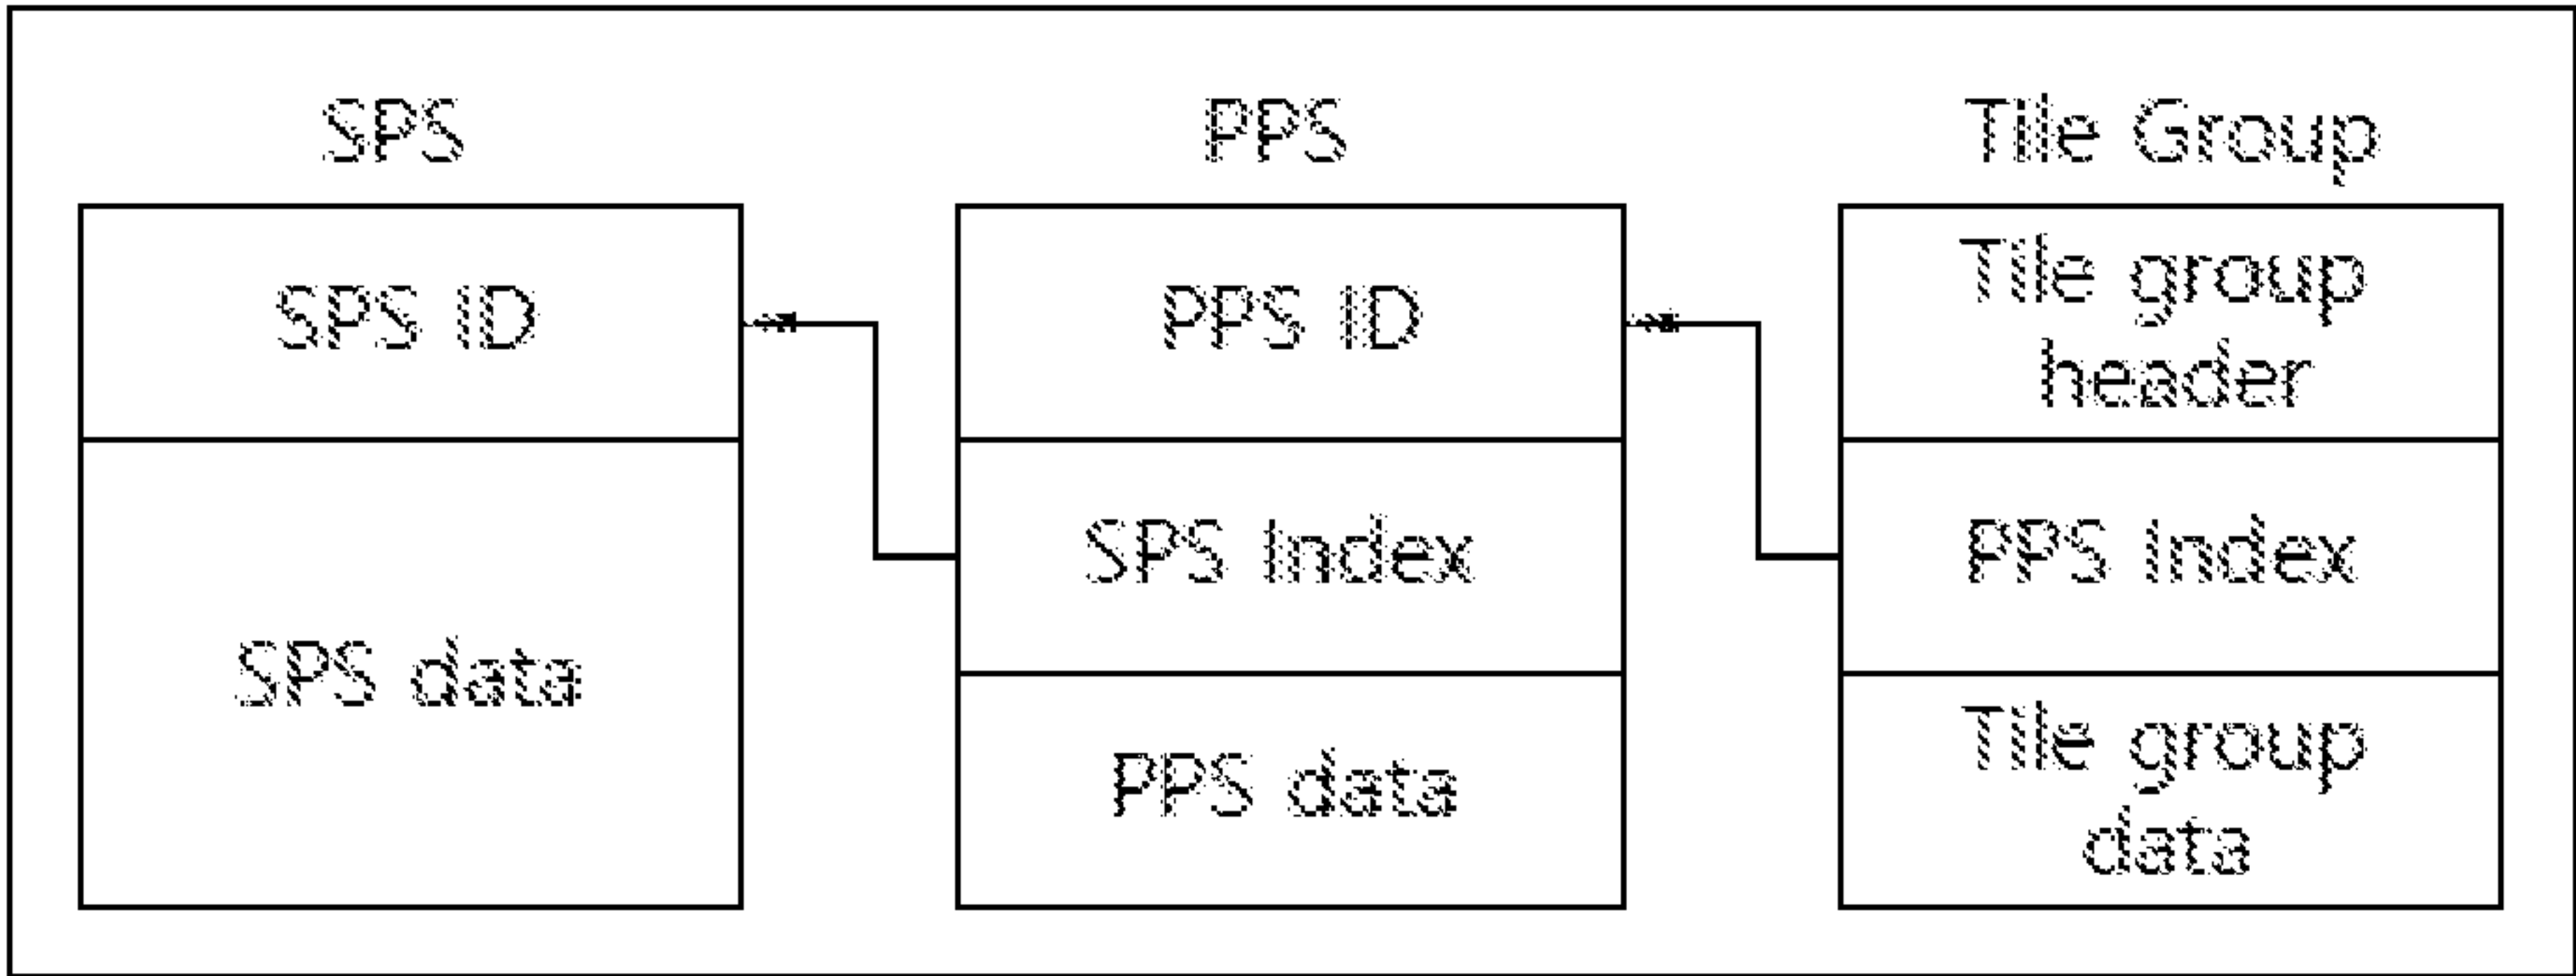 SPS
SPS ID
SPS data
PPS
PPS ID
SPS Index
PPS data
Tile Group
Tile group
header
PPS Index
Tile group
data